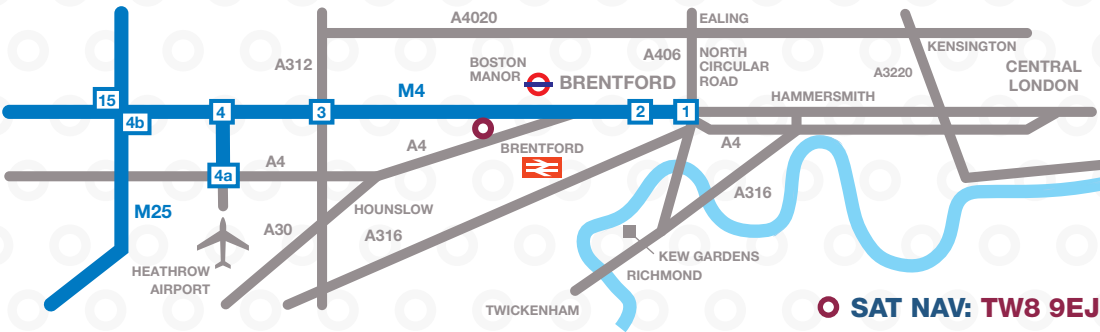 A4020
EALING
A312
A406
NORTH
CIRCULAR
ROAD
KENSINGTON
BOSTON
MANOR
BRENTFORD
A3220
CENTRAL
LONDON
M4
HAMMERSMITH
15
4b
4
3
2
1
A4
A4
BRENTFORD
A4
4a
A316
M25
HOUNSLOW
A30
A316
KEW GARDENS
RICHMOND
HEATHROW
AIRPORT
TWICKENHAM
SAT NAV: TW8 9EJ